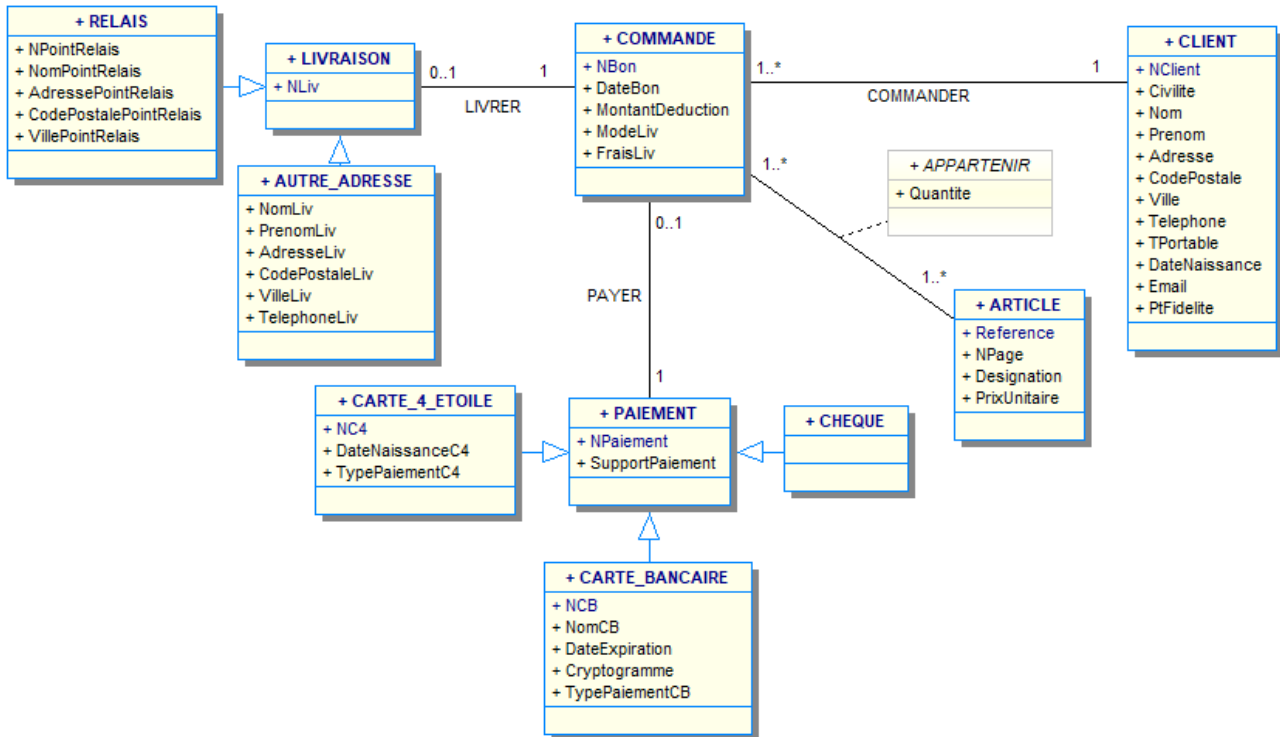 + RELAIS
+ NPointRelais
+ NomPointRelais
+ AdressePointRelais
+ CodePostalePointRelais
+ VillePointRelais
+ LIVRAISON
+ NLiv
0..1
1
LIVRER
+ AUTRE_ADRESSE
+ NomLiv
+ PrenomLiv
+ AdresseLiv
+ CodePostaleLiv
+ VilleLiv
+ TelephoneLiv
+ COMMANDE
+ NBon
+ DateBon
+ MontantDeduction
+ ModeLiv
+ FraisLiv
1..*
1
COMMANDER
+ CLIENT
+ NClient
+ Civilite
+ Nom
+ Prenom
+ Adresse
+ CodePostale
+ Ville
+ Telephone
+ TPortable
+ DateNaissance
+ Email
+ PtFidelite
1..*
+ APPARTENIR
+ Quantite
1..*
+ ARTICLE
+ Reference
+ NPage
+ Designation
+ PrixUnitaire
0..1
PAYER
1
+ CARTE_4_ETOILE
+ NC4
+ DateNaissanceC4
+ TypePaiementC4
+ PAIEMENT
+ NPaiement
+ SupportPaiement
+ CHEQUE
+ CARTE_BANCAIRE
+ NCB
+ NomCB
+ DateExpiration
+ Cryptogramme
+ TypePaiementCB